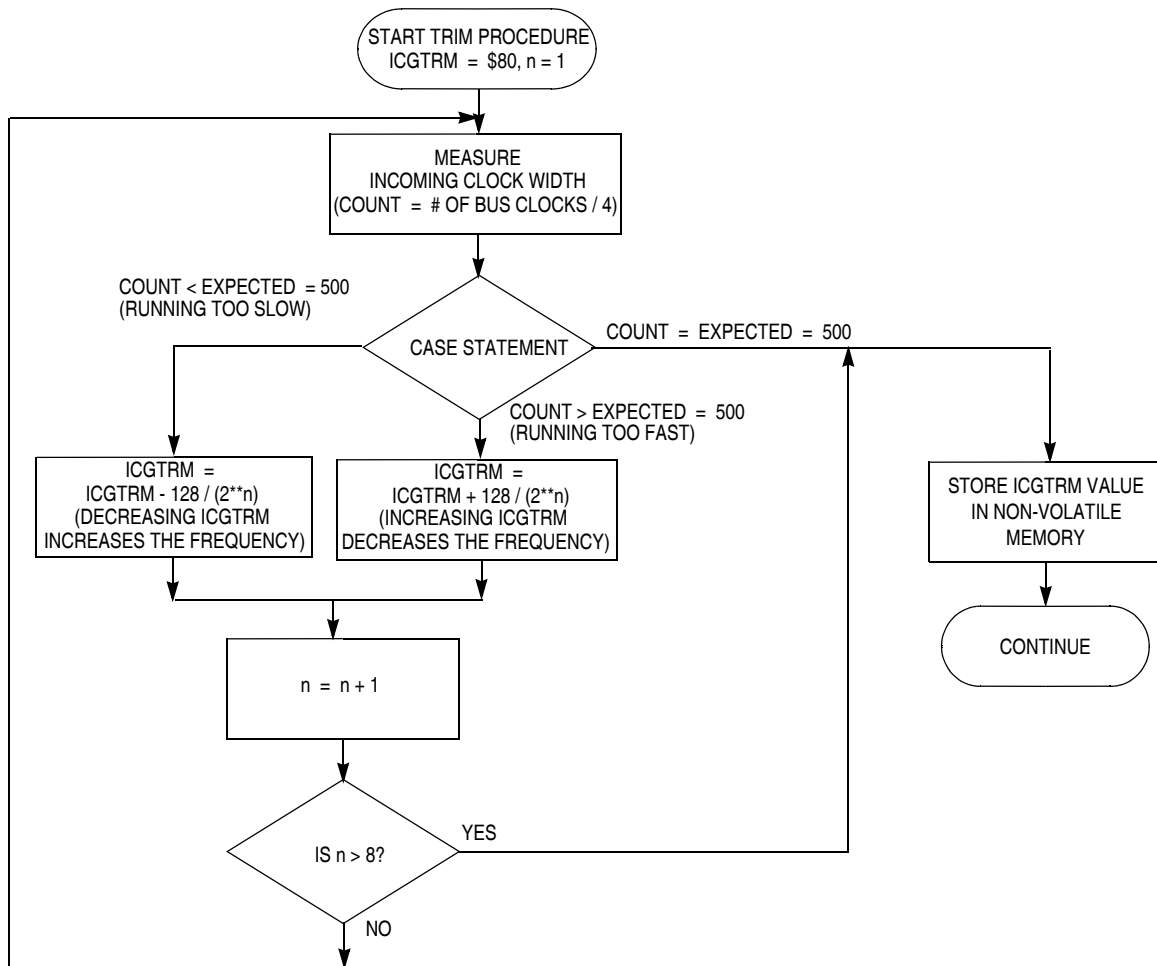 START TRIM PROCEDURE
ICGTRM = $80, n = 1
MEASURE
INCOMING CLOCK WIDTH
(COUNT = # OF BUS CLOCKS / 4)
COUNT < EXPECTED = 500
(RUNNING TOO SLOW)
CASE STATEMENT
COUNT = EXPECTED = 500
COUNT > EXPECTED = 500
(RUNNING TOO FAST)
ICGTRM =
ICGTRM - 128 / (2**n)
(DECREASING ICGTRM
INCREASES THE FREQUENCY)
ICGTRM =
ICGTRM + 128 / (2**n)
(INCREASING ICGTRM
DECREASES THE FREQUENCY)
STORE ICGTRM VALUE
IN NON-VOLATILE
MEMORY
CONTINUE
n = n + 1
IS n > 8?
YES
NO